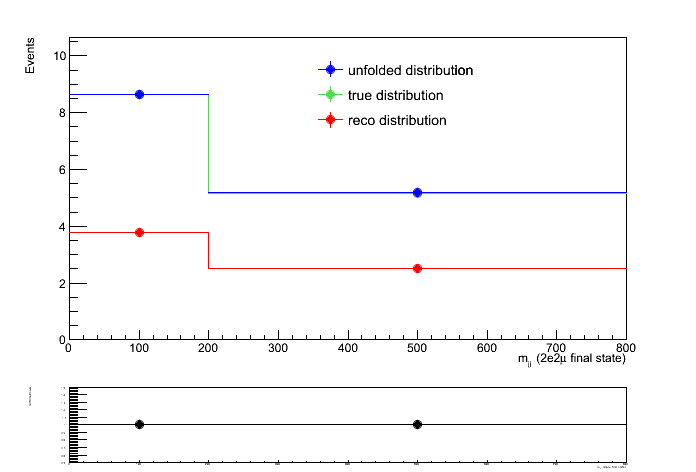 Events
10
8
6
4
2
0
unfolded distribution
true distribution
reco distribution
0 100 200 300 400 500 600 700 800
m_jj (2e2μ final state)